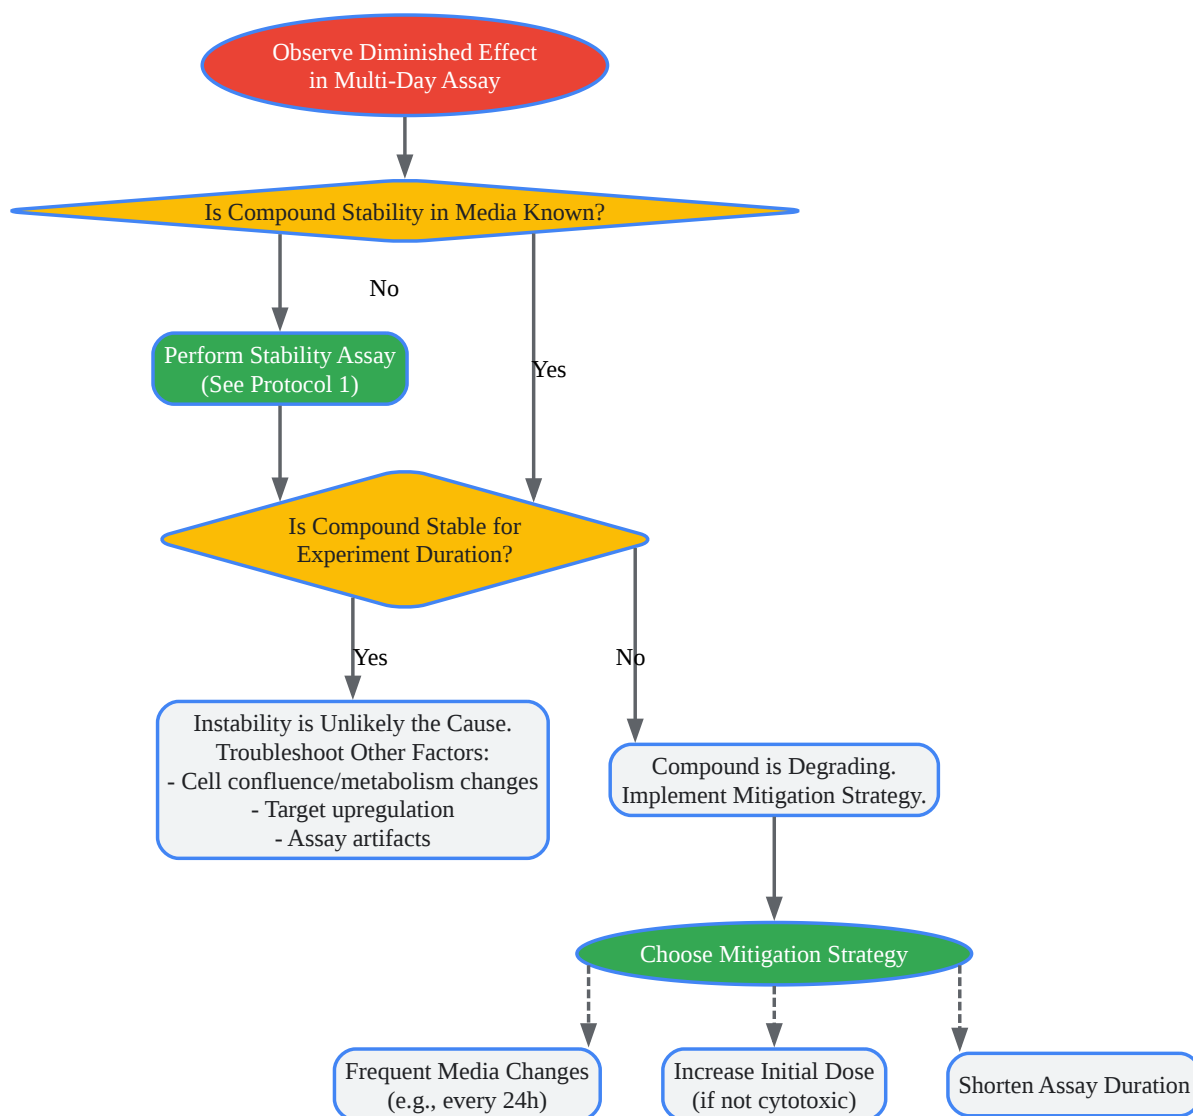 Observe Diminished Effect
in Multi-Day Assay
Is Compound Stability in Media Known?
No
Perform Stability Assay
(See Protocol 1)
Yes
Is Compound Stable for
Experiment Duration?
Yes
No
Instability is Unlikely the Cause.
Troubleshoot Other Factors:
- Cell confluence/metabolism changes
- Target upregulation
- Assay artifacts
Compound is Degrading.
Implement Mitigation Strategy.
Choose Mitigation Strategy
Frequent Media Changes
(e.g., every 24h)
Increase Initial Dose
(if not cytotoxic)
Shorten Assay Duration